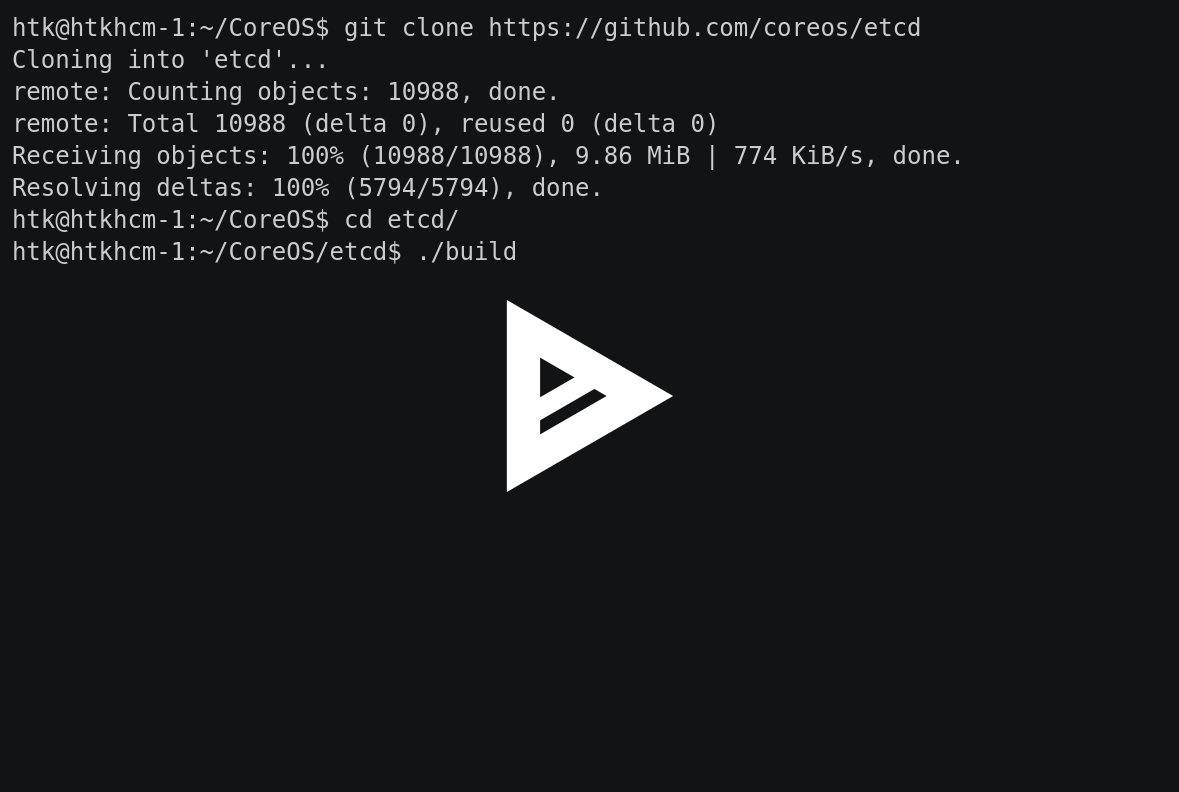 htk@htkhcm-1:~/CoreOS$ git clone https://github.com/coreos/etcd
Cloning into 'etcd'...
remote: Counting objects: 10988, done.
remote: Total 10988 (delta 0), reused 0 (delta 0)
Receiving objects: 100% (10988/10988), 9.86 MiB | 774 KiB/s, done.
Resolving deltas: 100% (5794/5794), done.
htk@htkhcm-1:~/CoreOS$ cd etcd/
htk@htkhcm-1:~/CoreOS/etcd$ ./build